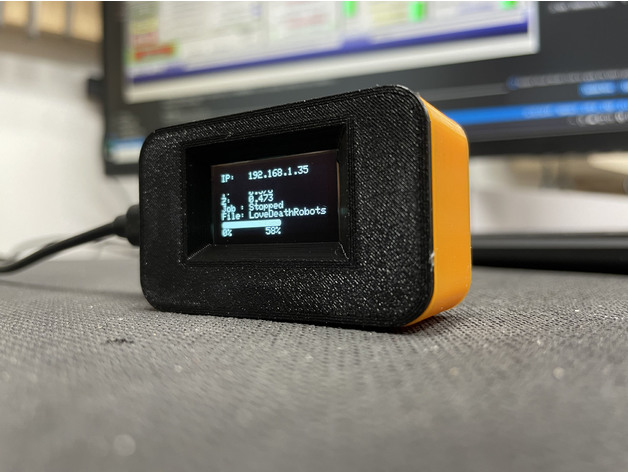 IP: 192.168.1.35
Z: 0.473
Job : Stopped
File: LoveDeathRobots
0% 58%